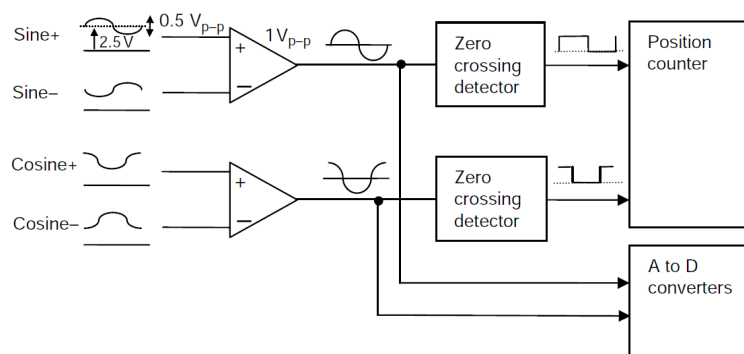 Sine+
0.5 Vp–p
2.5 V
1 Vp–p
+
−
Zero
crossing
detector
Position
counter
Sine−
Cosine+
+
−
Zero
crossing
detector
Cosine−
A to D
converters